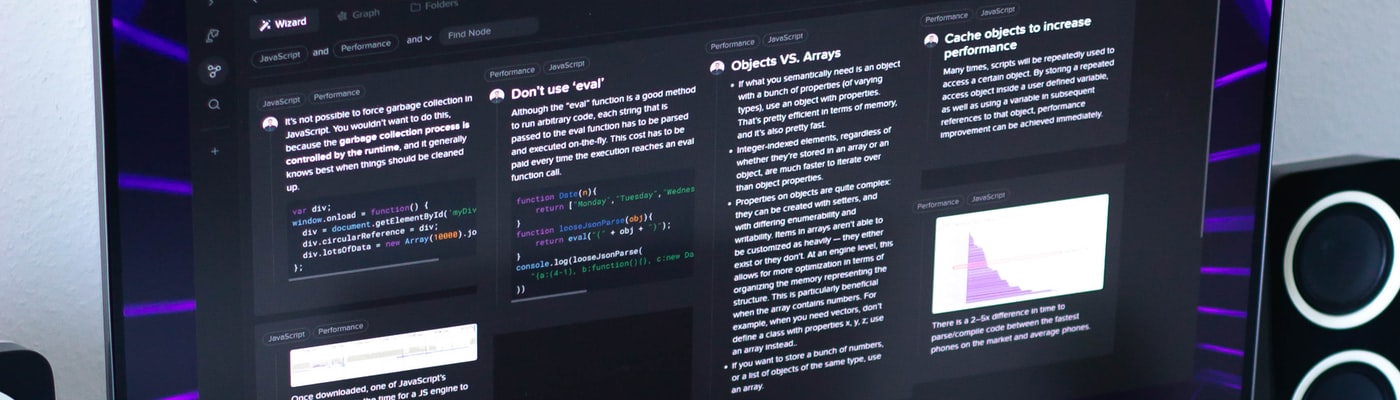 Wizard
Graph
Folders
JavaScript and Performance and Find Node
JavaScript Performance
It's not possible to force garbage collection in
JavaScript. You wouldn't want to do this,
because the garbage collection process is
controlled by the runtime, and it generally
knows best when things should be cleaned
up.
var div;
window.onload = function() {
div = document.getElementById('myDiv
div.circularReference = div;
div.lotsOfData = new Array(10000).jo
};
JavaScript Performance
Once downloaded, one of JavaScript's
time for a JS engine to
Performance JavaScript
Don't use 'eval'
Although the "eval" function is a good method
to run arbitrary code, each string that is
passed to the eval function has to be parsed
and executed on-the-fly. This cost has to be
paid every time the execution reaches an eval
function call.
function Date(n){
return ["Monday","Tuesday","Wednes
}
function looseJsonParse(obj){
return eval("(" + obj + ")");
}
console.log(looseJsonParse(
"{a:(4-1), b:function(){}, c:new Da
))
Performance JavaScript
Objects VS. Arrays
• If what you semantically need is an object
with a bunch of properties (of varying
types), use an object with properties.
That's pretty efficient in terms of memory,
and it's also pretty fast.
• Integer-indexed elements, regardless of
whether they're stored in an array or an
object, are much faster to iterate over
than object properties.
• Properties on objects are quite complex:
they can be created with setters, and
with differing enumerability and
writability. Items in arrays aren't able to
be customized as heavily — they either
exist or they don't. At an engine level, this
allows for more optimization in terms of
organizing the memory representing the
structure. This is particularly beneficial
when the array contains numbers. For
example, when you need vectors, don't
define a class with properties x, y, z; use
an array instead..
• If you want to store a bunch of numbers,
or a list of objects of the same type, use
an array.
Performance JavaScript
Cache objects to increase
performance
Many times, scripts will be repeatedly used to
access a certain object. By storing a repeated
access object inside a user defined variable,
as well as using a variable in subsequent
references to that object, performance
improvement can be achieved immediately.
Performance JavaScript
There is a 2–5x difference in time to
parse/compile code between the fastest
phones on the market and average phones.